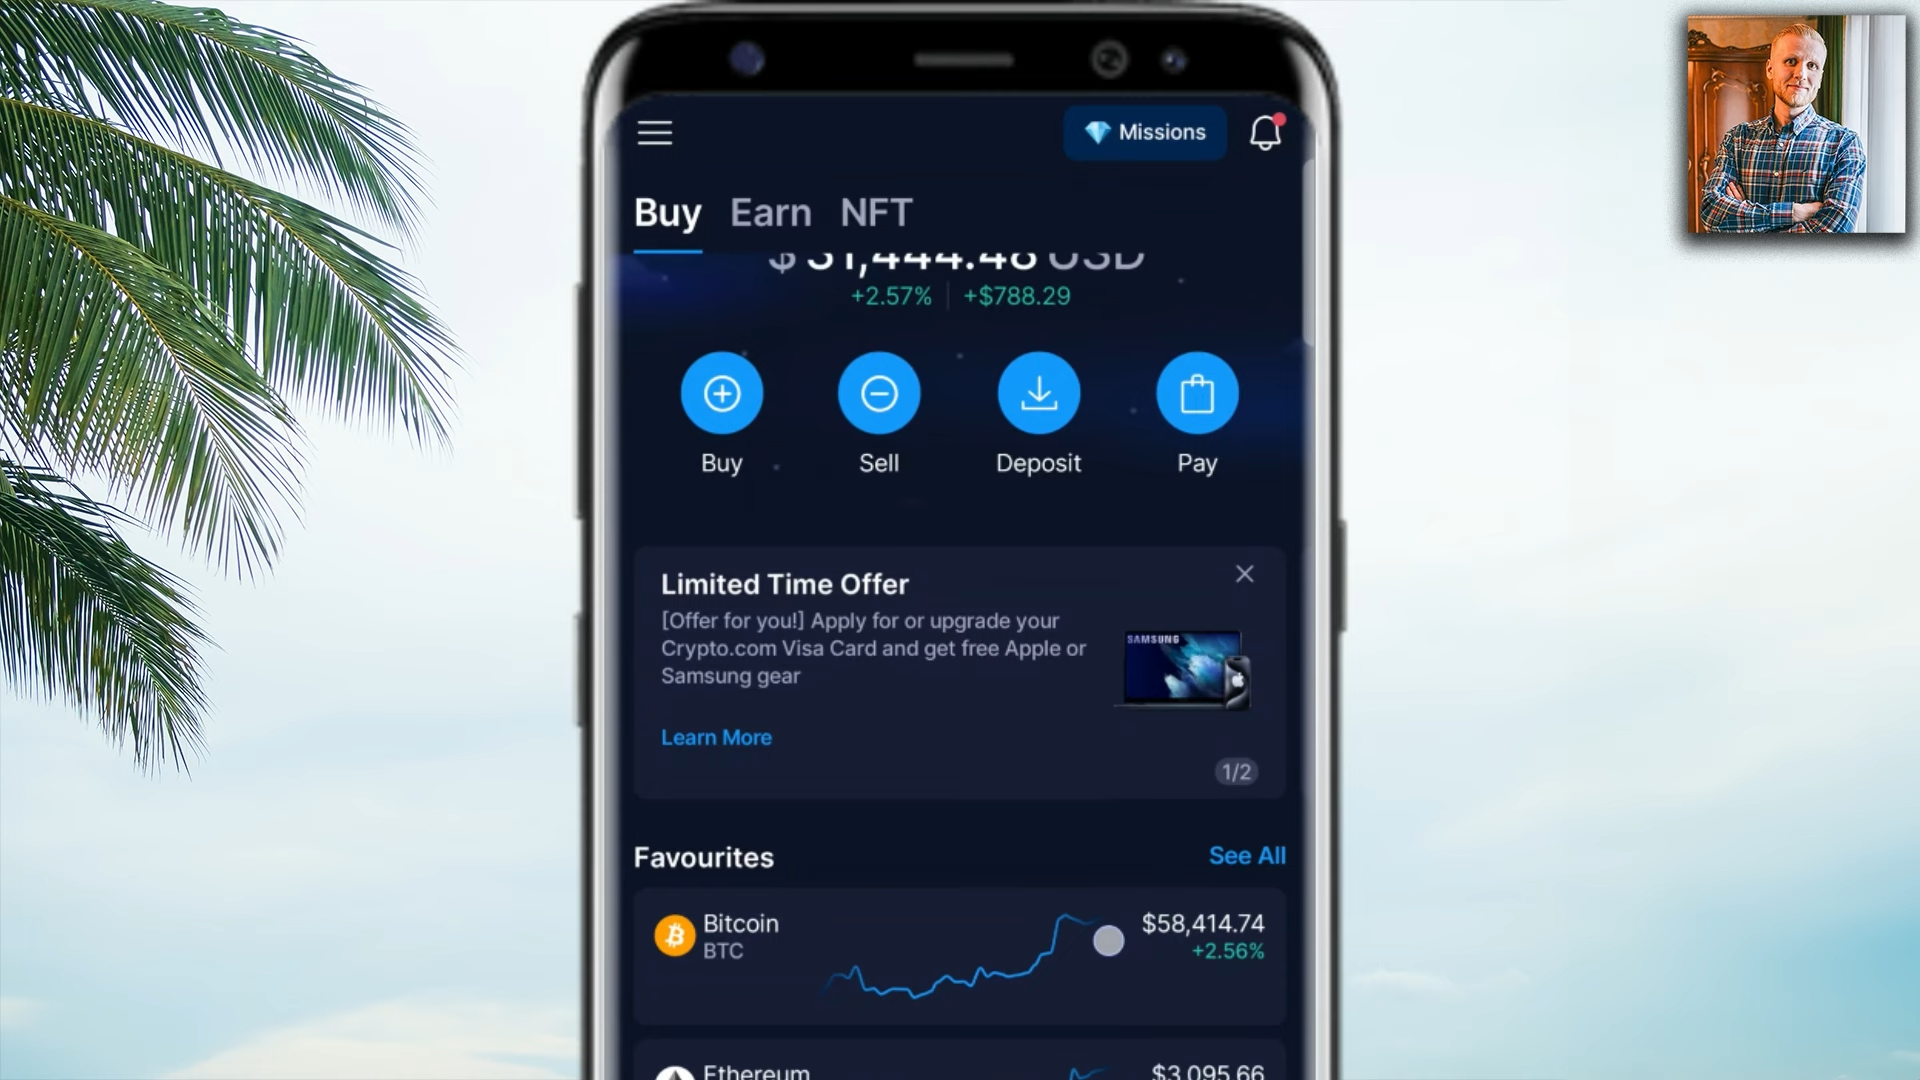 Missions
Buy Earn NFT
$ 31,444.48 USD
+2.57% +$788.29
Buy Sell Deposit Pay
Limited Time Offer
[Offer for you!] Apply for or upgrade your
Crypto.com Visa Card and get free Apple or
Samsung gear
SAMSUNG
Learn More
1/2
Favourites See All
Bitcoin $58,414.74
BTC +2.56%
Ethereum $3,095.66